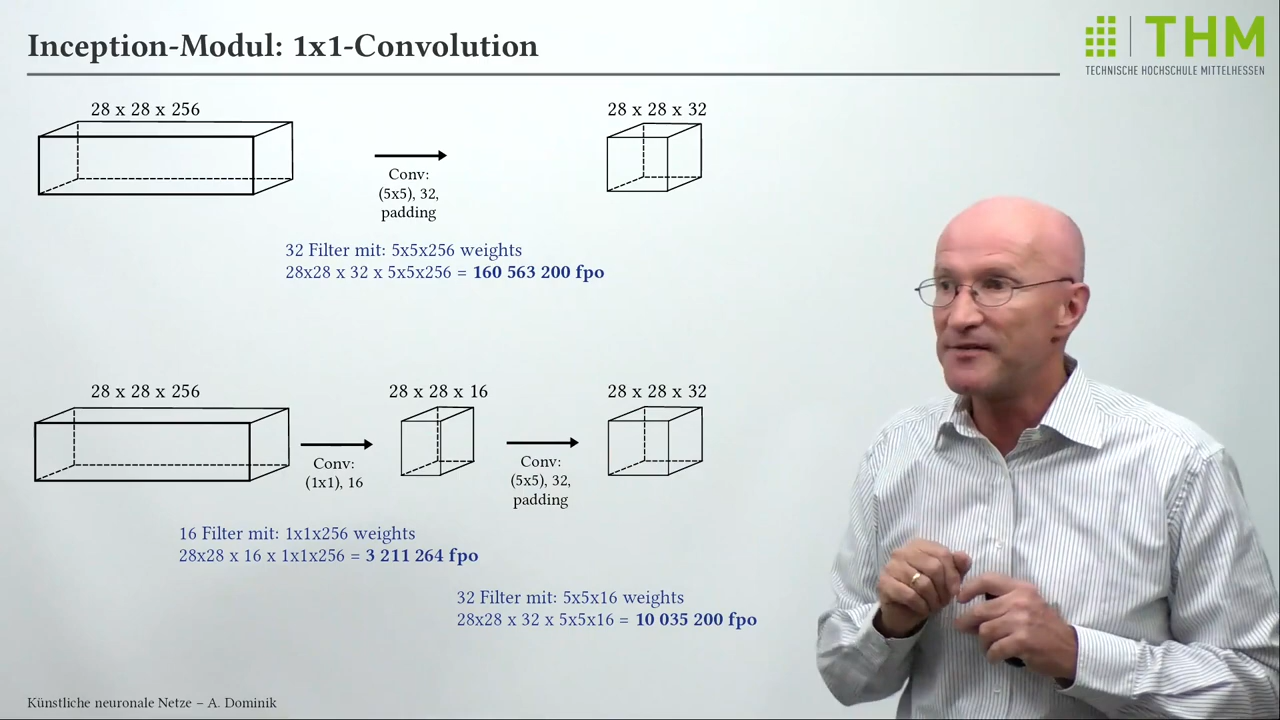 Inception-Modul: 1x1-Convolution
THM
TECHNISCHE HOCHSCHULE MITTELHESSEN
28 x 28 x 256
28 x 28 x 32
Conv:
(5x5), 32,
padding
32 Filter mit: 5x5x256 weights
28x28 x 32 x 5x5x256 = 160 563 200 fpo
28 x 28 x 256
28 x 28 x 16
28 x 28 x 32
Conv:
(1x1), 16
Conv:
(5x5), 32,
padding
16 Filter mit: 1x1x256 weights
28x28 x 16 x 1x1x256 = 3 211 264 fpo
32 Filter mit: 5x5x16 weights
28x28 x 32 x 5x5x16 = 10 035 200 fpo
Künstliche neuronale Netze – A. Dominik